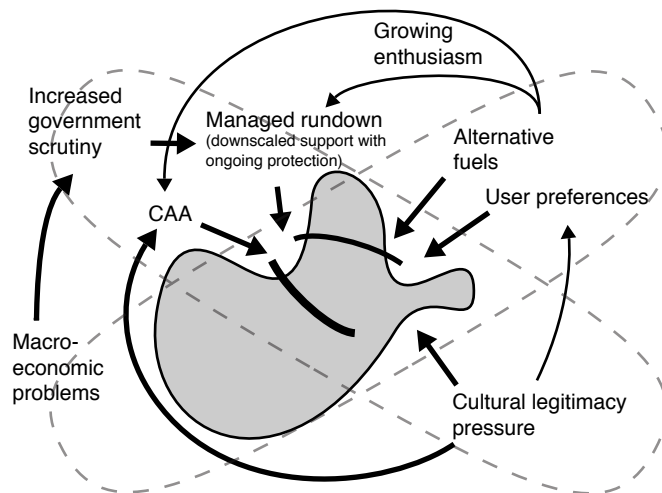 Growing
enthusiasm
Increased
government
scrutiny
Managed rundown
(downscaled support with
ongoing protection)
Alternative
fuels
User preferences
CAA
Macro-
economic
problems
Cultural legitimacy
pressure